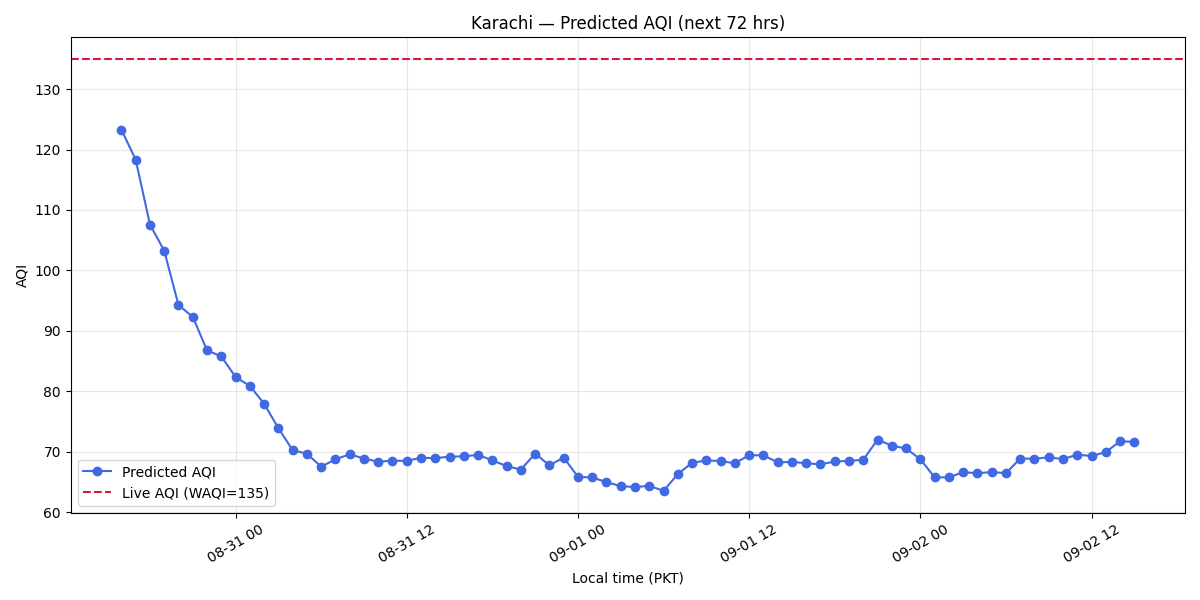 Karachi — Predicted AQI (next 72 hrs)
AQI
130
120
110
100
90
80
70
60
Predicted AQI
Live AQI (WAQI=135)
08-31 00
08-31 12
09-01 00
09-01 12
09-02 00
09-02 12
Local time (PKT)